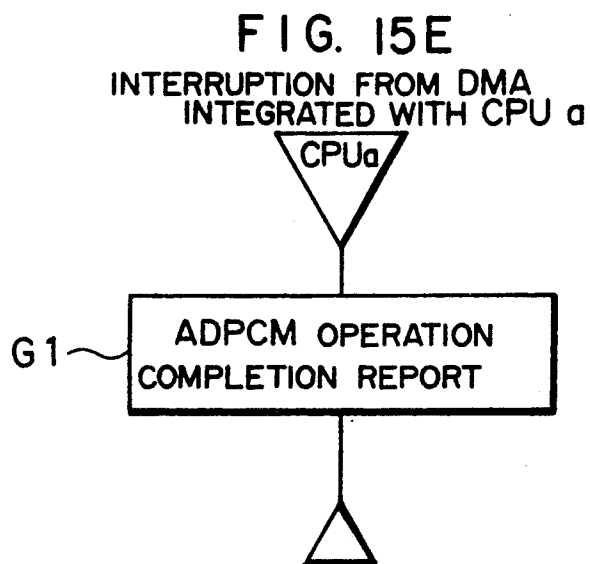 FIG. 15E
INTERRUPTION FROM DMA
INTEGRATED WITH CPU a
CPUa
G1
ADPCM OPERATION
COMPLETION REPORT